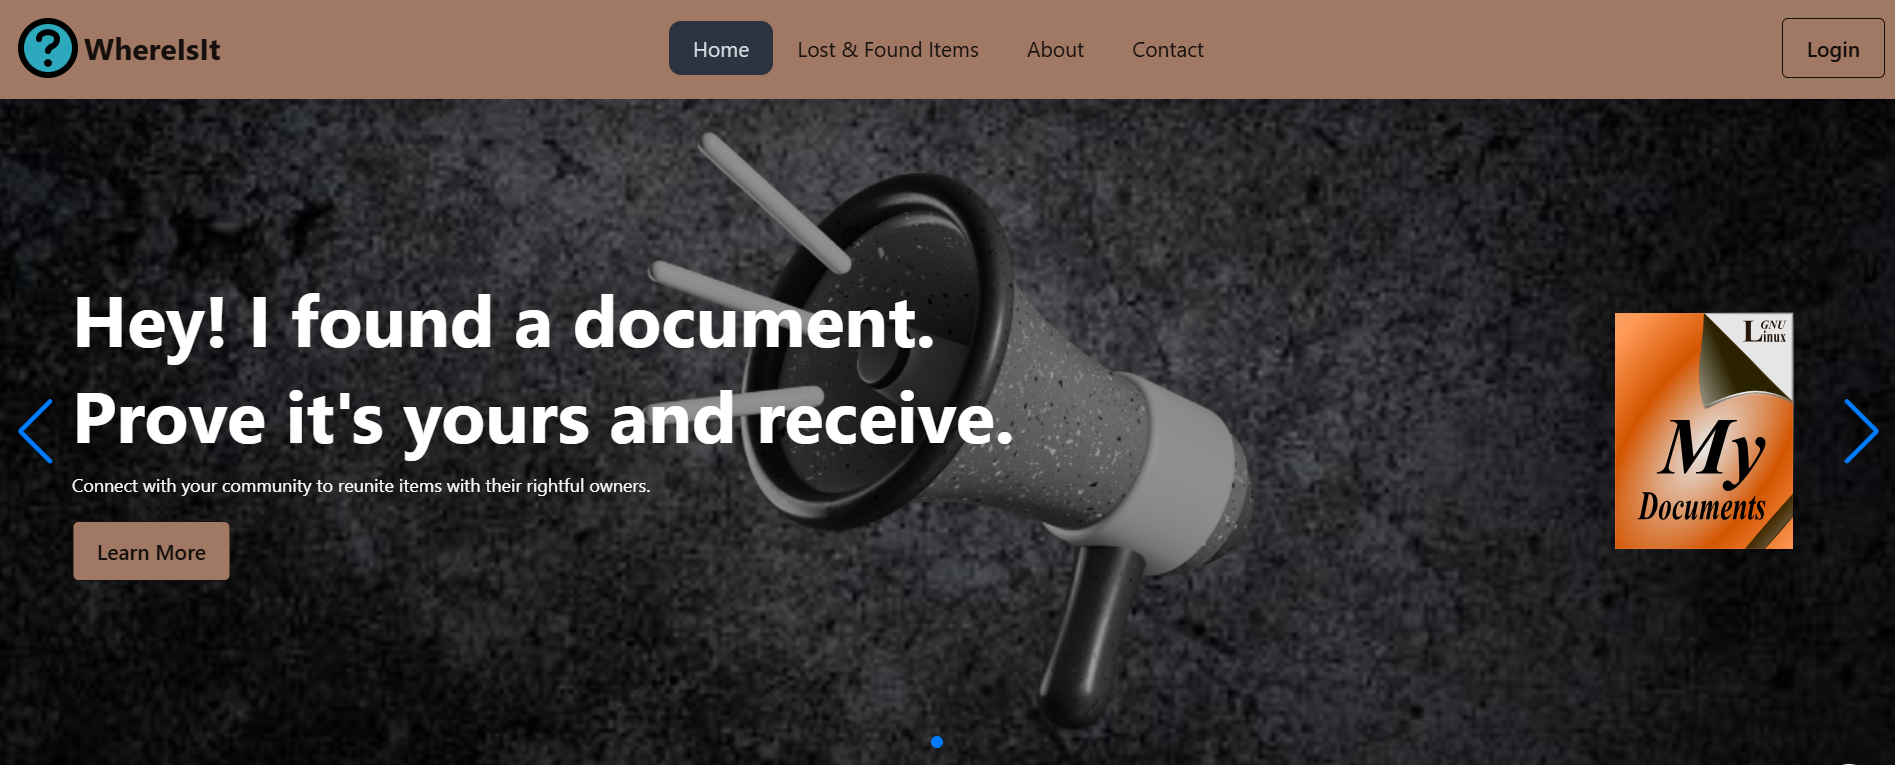 WhereIsIt
Home
Lost & Found Items
About
Contact
Login
Hey! I found a document.
Prove it's yours and receive.
Connect with your community to reunite items with their rightful owners.
Learn More
GNU
Linux
My
Documents